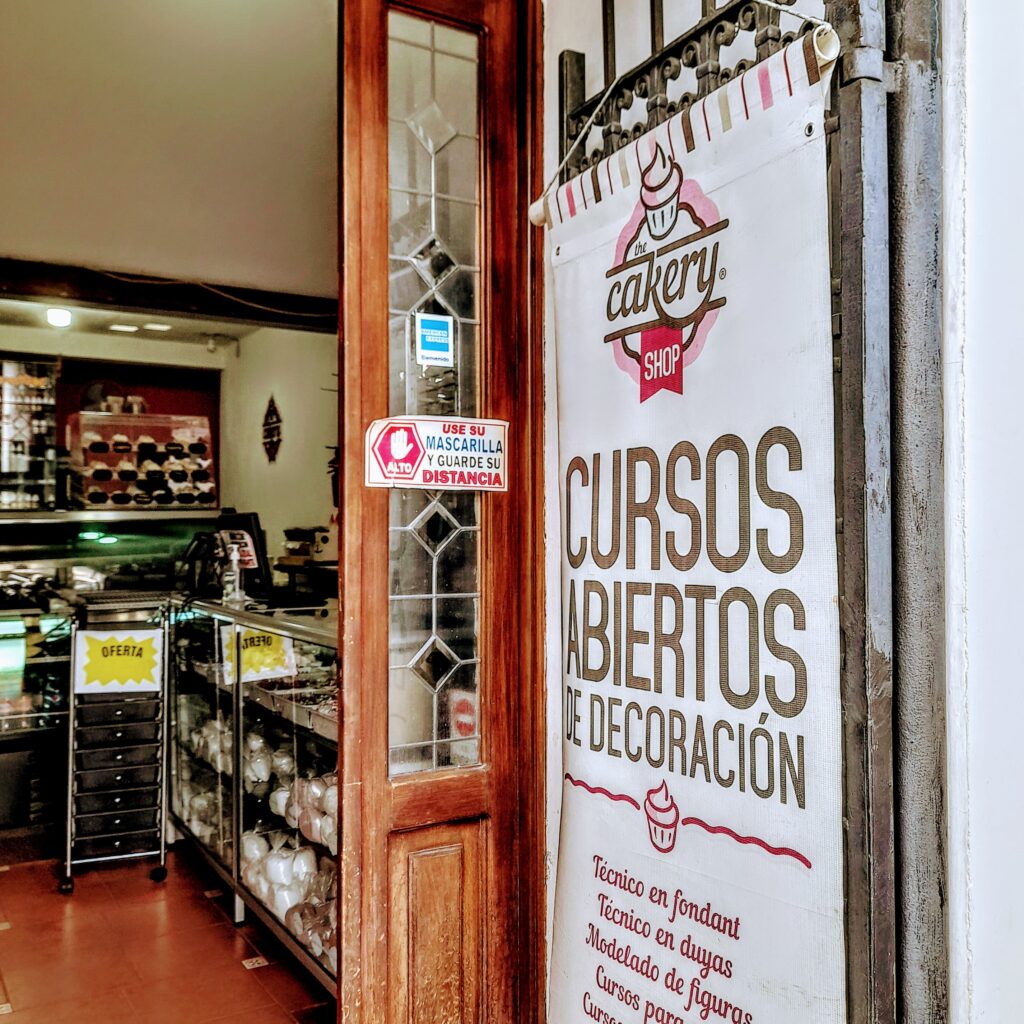 AMERICAN
EXPRESS
Bienvenido
ALTO
USE SU
MASCARILLA
Y GUARDE SU
DISTANCIA
OFERTA
OFERTA
the
cakery®
SHOP
CURSOS
ABIERTOS
DE DECORACIÓN
Técnico en fondant
Técnico en duyas
Modelado de figuras
Cursos para
Cursos